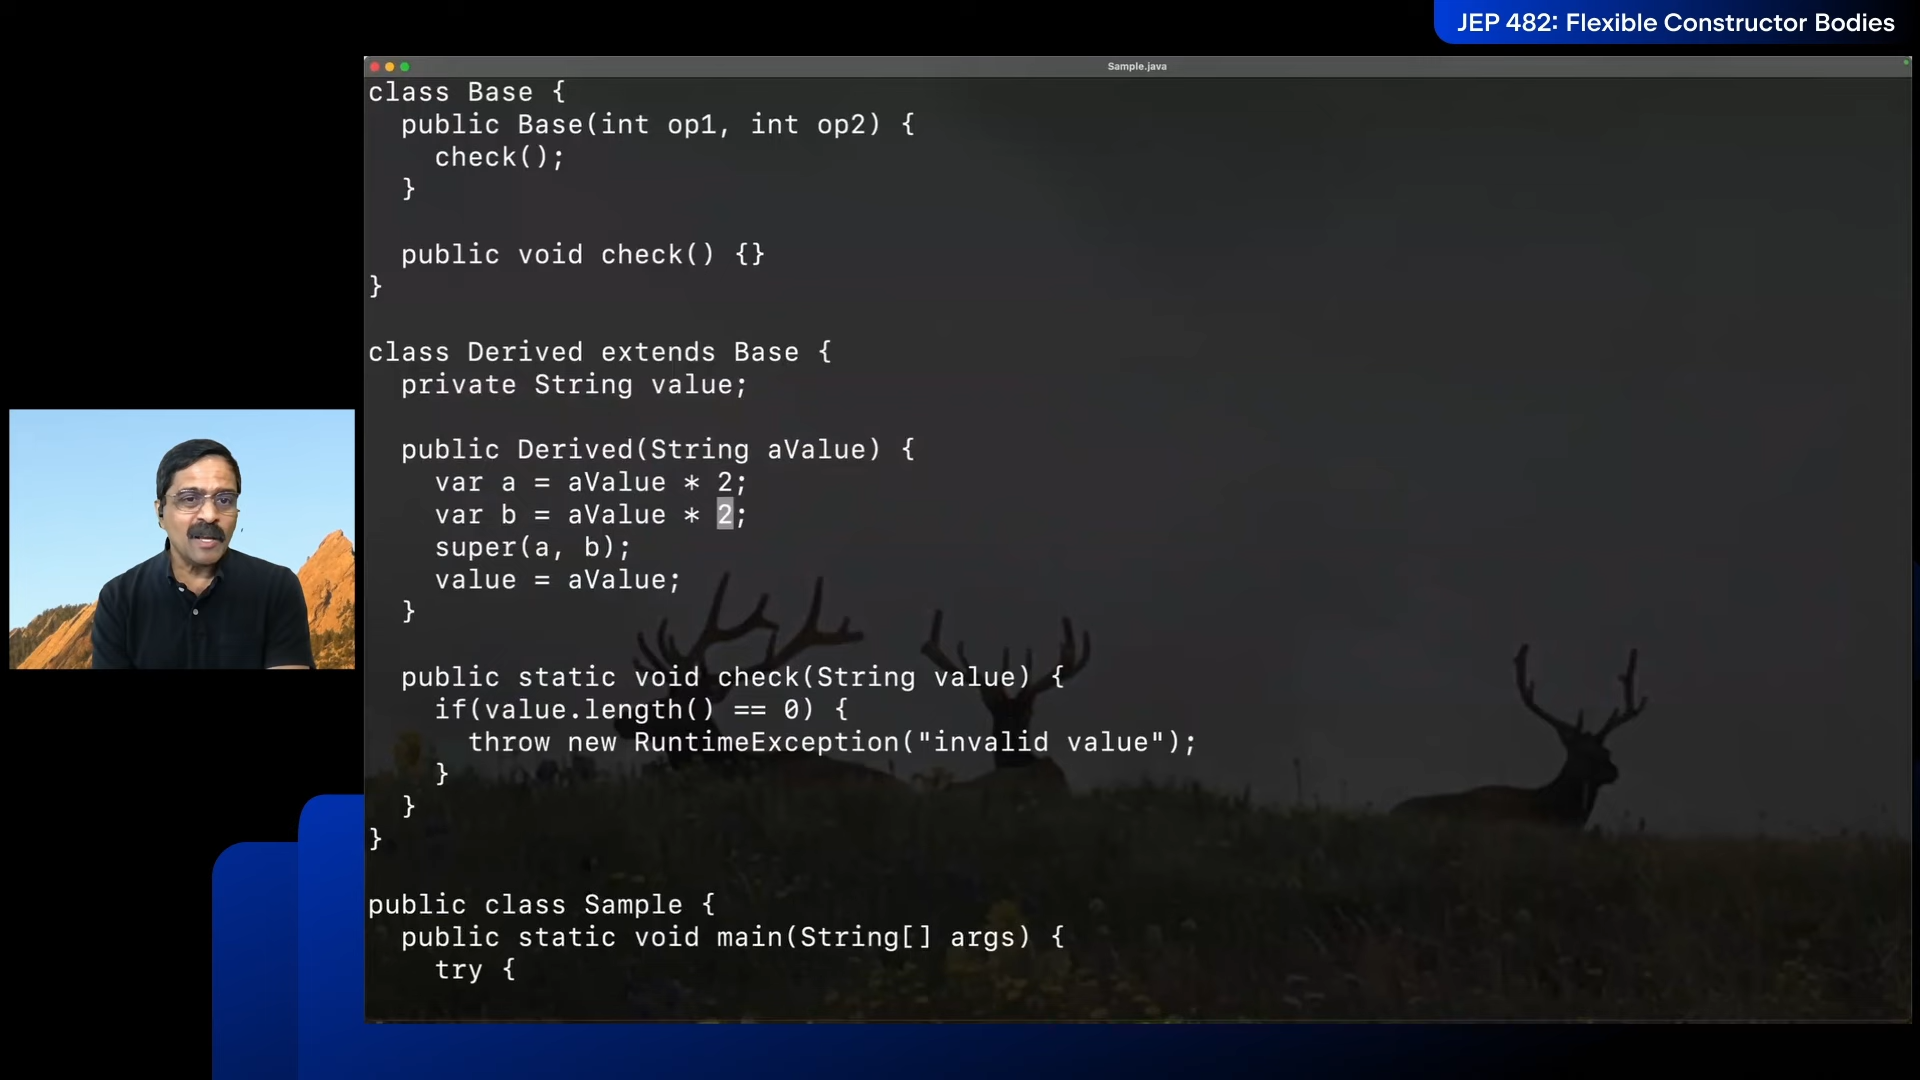 JEP 482: Flexible Constructor Bodies
Sample.java
class Base {
  public Base(int op1, int op2) {
    check();
  }

  public void check() {}
}

class Derived extends Base {
  private String value;

  public Derived(String aValue) {
    var a = aValue * 2;
    var b = aValue * 2;
    super(a, b);
    value = aValue;
  }

  public static void check(String value) {
    if(value.length() == 0) {
      throw new RuntimeException("invalid value");
    }
  }
}

public class Sample {
  public static void main(String[] args) {
    try {